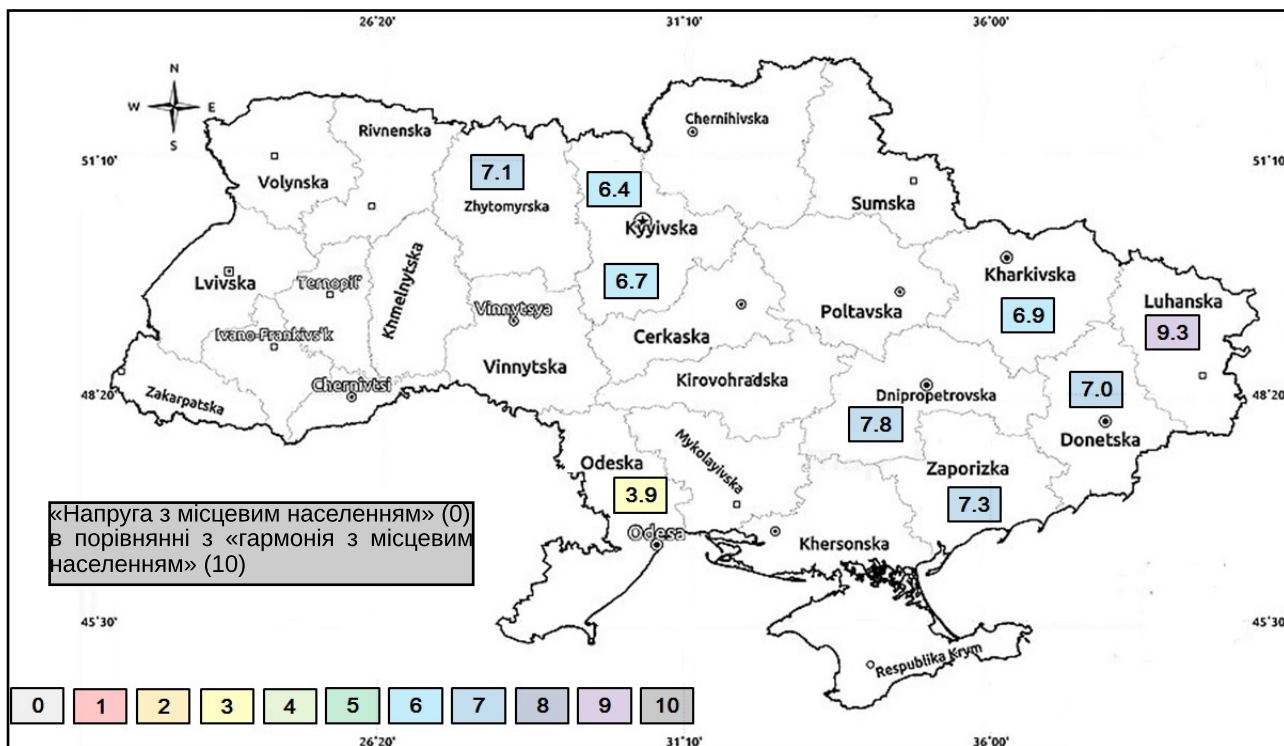 26°20'
31°10'
36°00'
N
W E
S
Chernihivska
Rivnenska
51°10'
51°10'
7.1
Volynska
6.4
Zhytomyrska
Sumska
Kyyivska
Lvivska
Ternopil'
Khmelnytska
6.7
Kharkivska
Luhanska
Vinnytsya
Poltavska
6.9
9.3
Ivano-Frankivs'k
Cerkaska
Vinnytska
Kirovohradska
Chernivtsi
Zakarpatska
48°20'
Dnipropetrovska
7.0
48°20'
7.8
Donetska
Mykolayivska
Odeska
Zaporizka
3.9
7.3
«Напруга з місцевим населенням» (0)
в порівнянні з «гармонія з місцевим
населенням» (10)
Odesa
Khersonska
45°30'
45°30'
Respublika Krym
0 1 2 3 4 5 6 7 8 9 10
26°20'
31°10'
36°00'